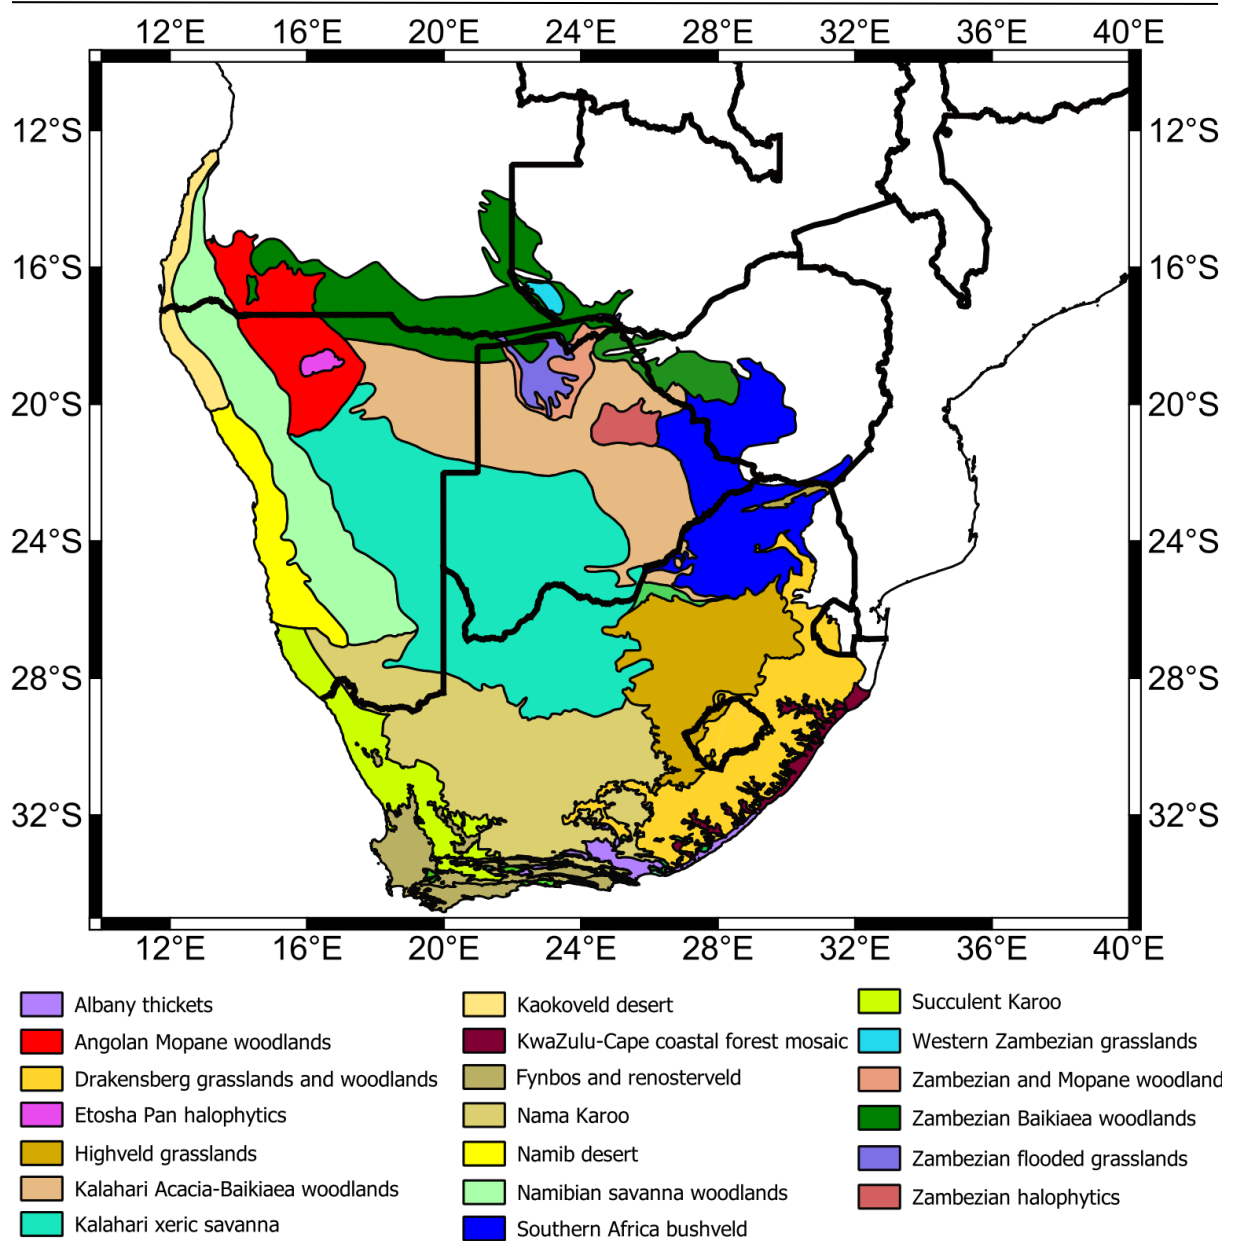 12°E 16°E 20°E 24°E 28°E 32°E 36°E 40°E
12°S 12°S
16°S 16°S
20°S 20°S
24°S 24°S
28°S 28°S
32°S 32°S
12°E 16°E 20°E 24°E 28°E 32°E 36°E 40°E
Albany thickets
Angolan Mopane woodlands
Drakensberg grasslands and woodlands
Etosha Pan halophytics
Highveld grasslands
Kalahari Acacia-Baikiaea woodlands
Kalahari xeric savanna
Kaokoveld desert
KwaZulu-Cape coastal forest mosaic
Fynbos and renosterveld
Nama Karoo
Namib desert
Namibian savanna woodlands
Southern Africa bushveld
Succulent Karoo
Western Zambezian grasslands
Zambezian and Mopane woodland
Zambezian Baikiaea woodlands
Zambezian flooded grasslands
Zambezian halophytics